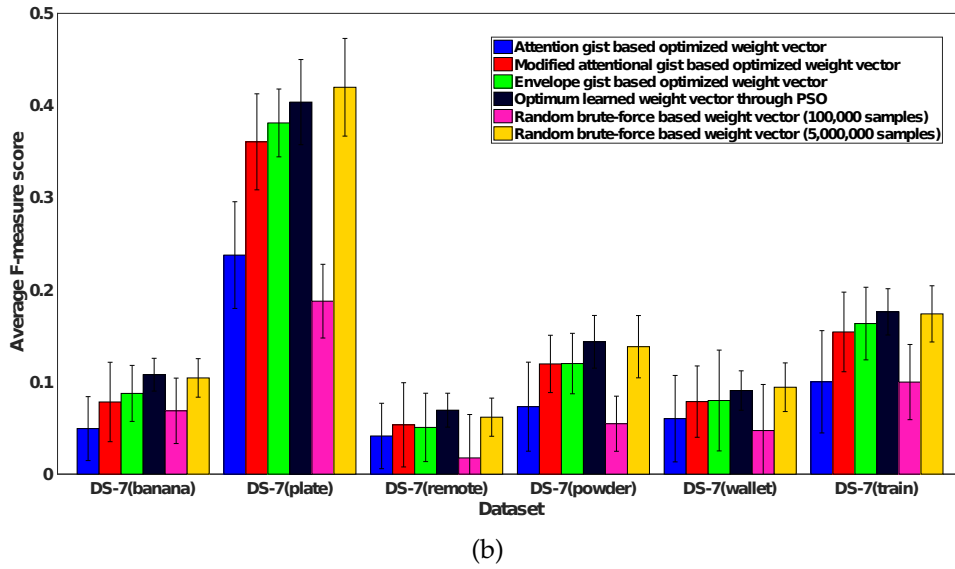 0.5
0.4
0.3
0.2
0.1
0
Average F-measure score
Attention gist based optimized weight vector
Modified attentional gist based optimized weight vector
Envelope gist based optimized weight vector
Optimum learned weight vector through PSO
Random brute-force based weight vector (100,000 samples)
Random brute-force based weight vector (5,000,000 samples)
DS-7(banana)
DS-7(plate)
DS-7(remote)
DS-7(powder)
DS-7(wallet)
DS-7(train)
Dataset
(b)